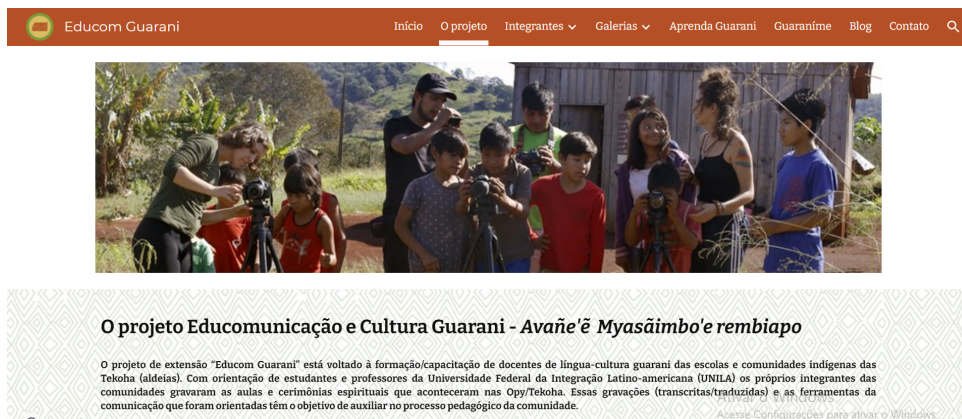 Educom Guarani
Início O projeto Integrantes Galerias Aprenda Guarani Guaraníme Blog Contato
O projeto Educomunicação e Cultura Guarani - Avañe'ẽ Myasãimbo'e rembiapo
O projeto de extensão “Educom Guarani” está voltado à formação/capacitação de docentes de língua-cultura guarani das escolas e comunidades indígenas das
Tekoha (aldeias). Com orientação de estudantes e professores da Universidade Federal da Integração Latino-americana (UNILA) os próprios integrantes das
comunidades gravaram as aulas e cerimônias espirituais que aconteceram nas Opy/Tekoha. Essas gravações (transcritas/traduzidas) e as ferramentas da
comunicação que foram orientadas têm o objetivo de auxiliar no processo pedagógico da comunidade.
Ativar o Windows
Acesse Configurações para ativar o Windows.